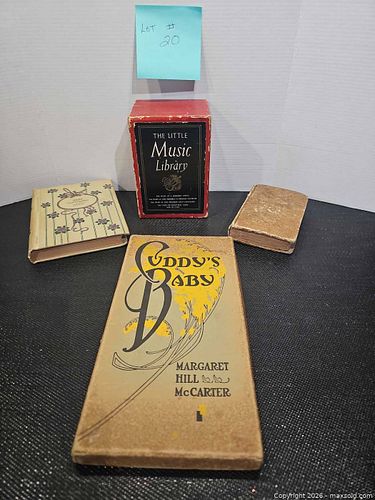 LOT #
20
THE LITTLE
Music
Library
CUDDY'S
BABY
MARGARET
HILL
McCARTER
Copyright 2026 - maxsold.com